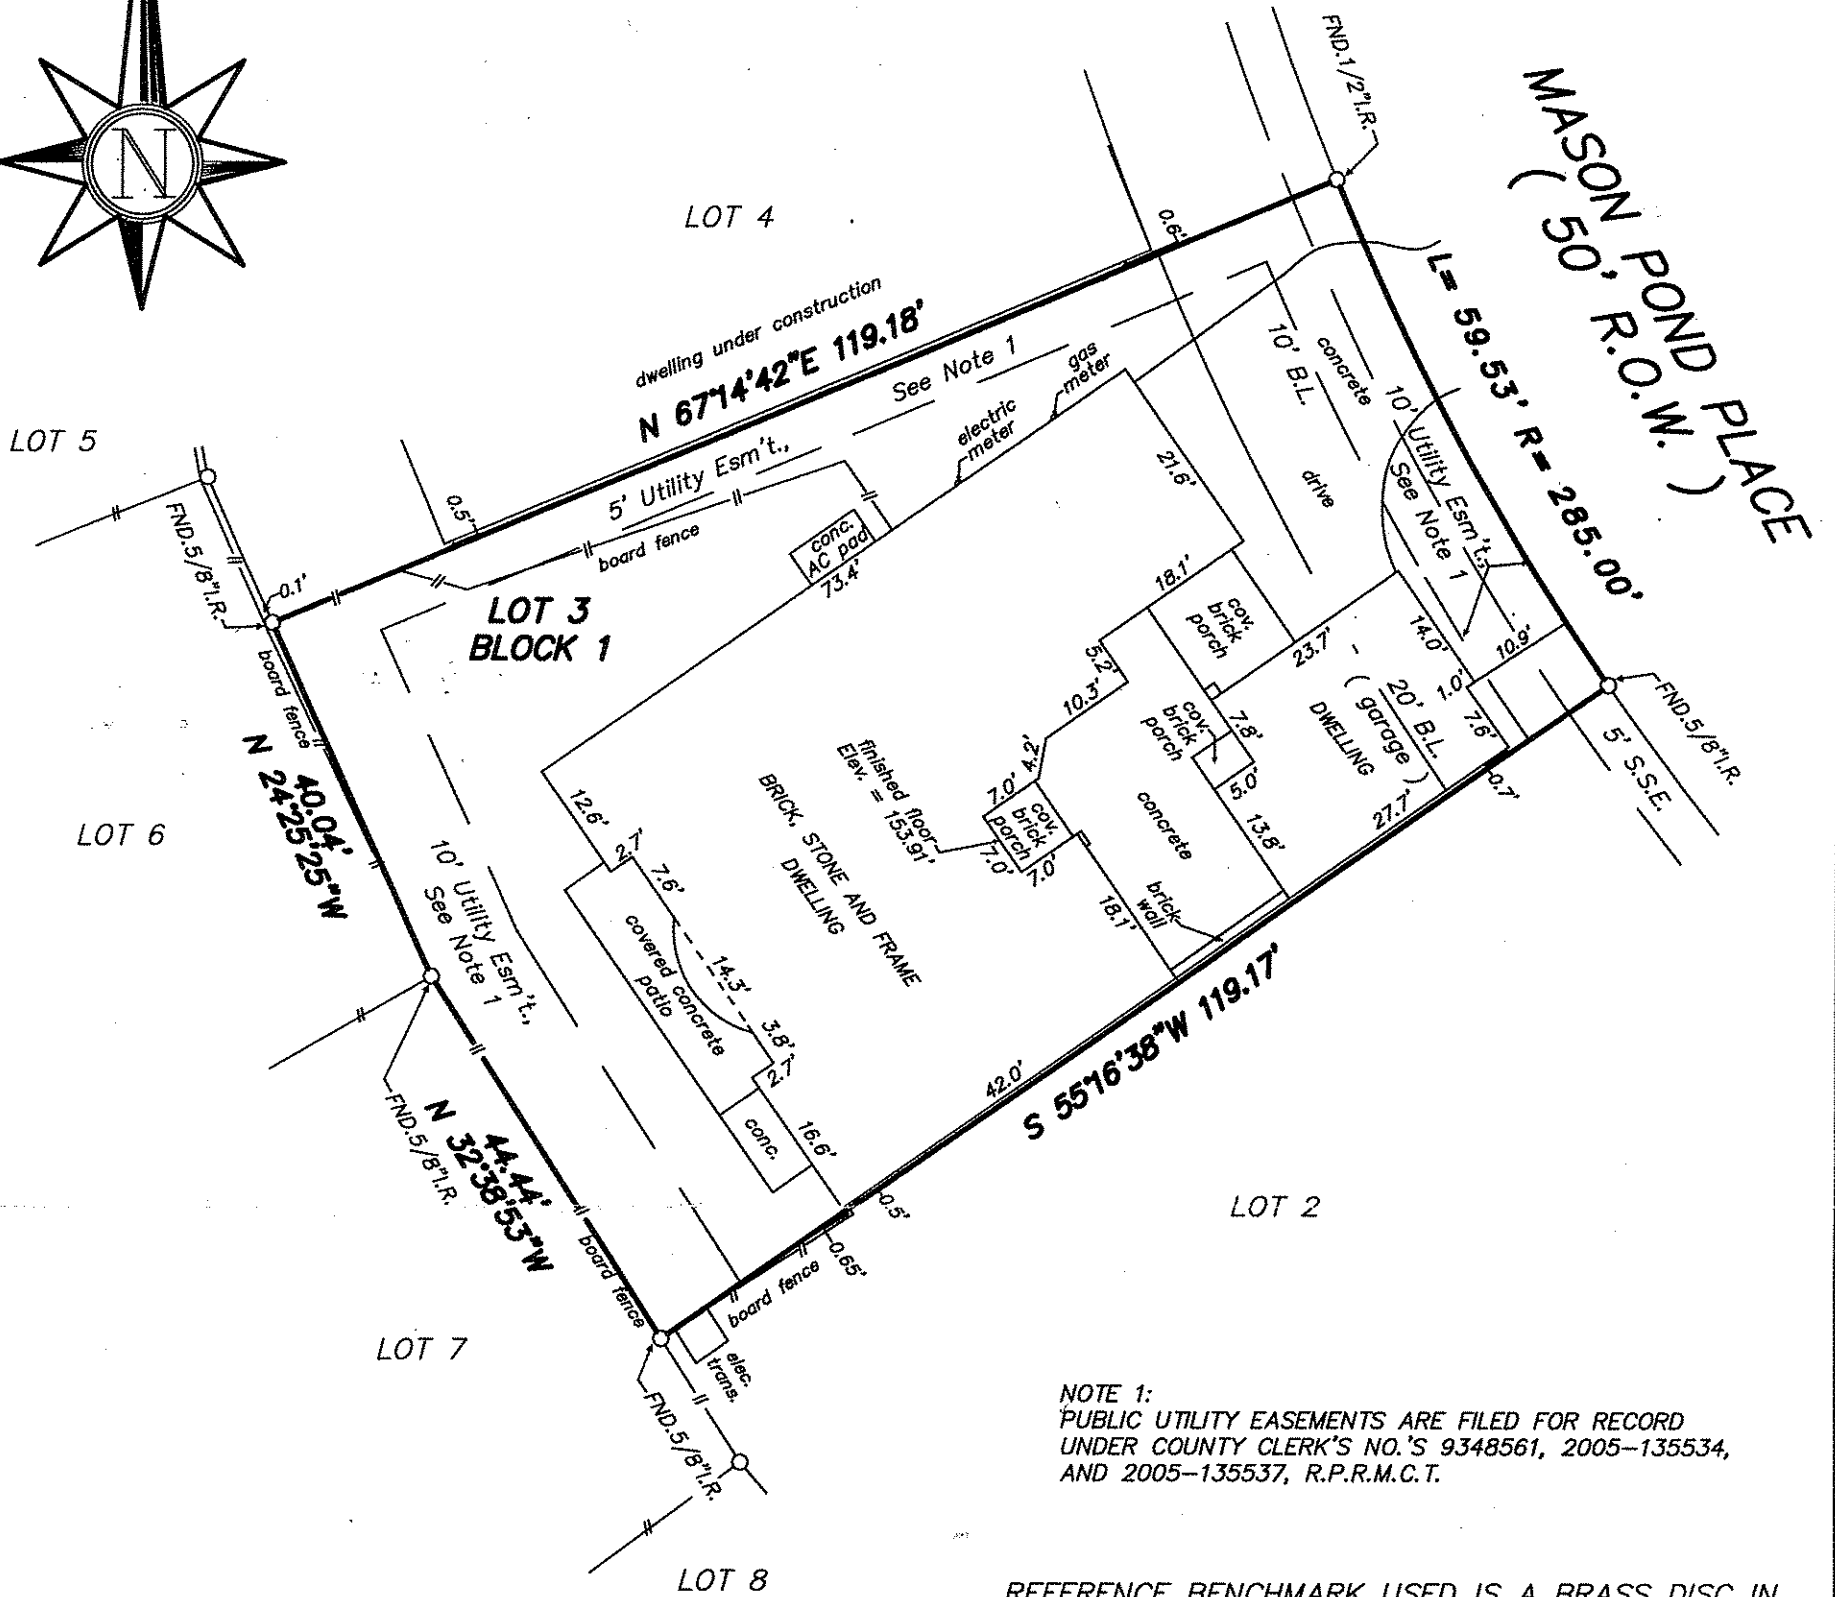 N
LOT 4
FND.1/2"I.R.
MASON POND PLACE
( 50' R.O.W. )
0.6'
L= 59.53' R= 285.00'
dwelling under construction
N 67°14'42"E 119.18'
See Note 1
5' Utility Esm't.,
gas
meter
electric
meter
10' B.L.
concrete
drive
10' Utility Esm't.,
See Note 1
LOT 5
FND.5/8"I.R.
0.1'
0.5'
board fence
conc.
AC pad
73.4'
21.6'
18.1'
LOT 3
BLOCK 1
cov.
brick
porch
23.7'
14.0'
10.9'
1.0'
7.6'
20' B.L.
( garage )
DWELLING
FND.5/8"I.R.
5' S.S.E.
0.7'
5.2'
10.3'
4.2'
cov.
brick
porch
7.8'
5.0'
13.8'
27.7'
concrete
7.0'
cov.
brick
porch
7.0'
7.0'
18.1'
brick
wall
finished floor
Elev. = 153.91'
BRICK, STONE AND FRAME
DWELLING
board fence
40.04'
N 24°25'25"W
LOT 6
10' Utility Esm't.,
See Note 1
12.6'
2.7'
7.6'
14.3'
covered concrete
patio
3.8'
2.7'
conc.
16.6'
42.0'
S 55°16'38"W 119.17'
FND.5/8"I.R.
44.44'
N 32°38'53"W
board fence
0.5'
0.65'
board fence
elec.
trans.
LOT 2
LOT 7
FND.5/8"I.R.
LOT 8
NOTE 1:
PUBLIC UTILITY EASEMENTS ARE FILED FOR RECORD
UNDER COUNTY CLERK'S NO.'S 9348561, 2005-135534,
AND 2005-135537, R.P.R.M.C.T.
REFERENCE BENCHMARK USED IS A BRASS DISC IN